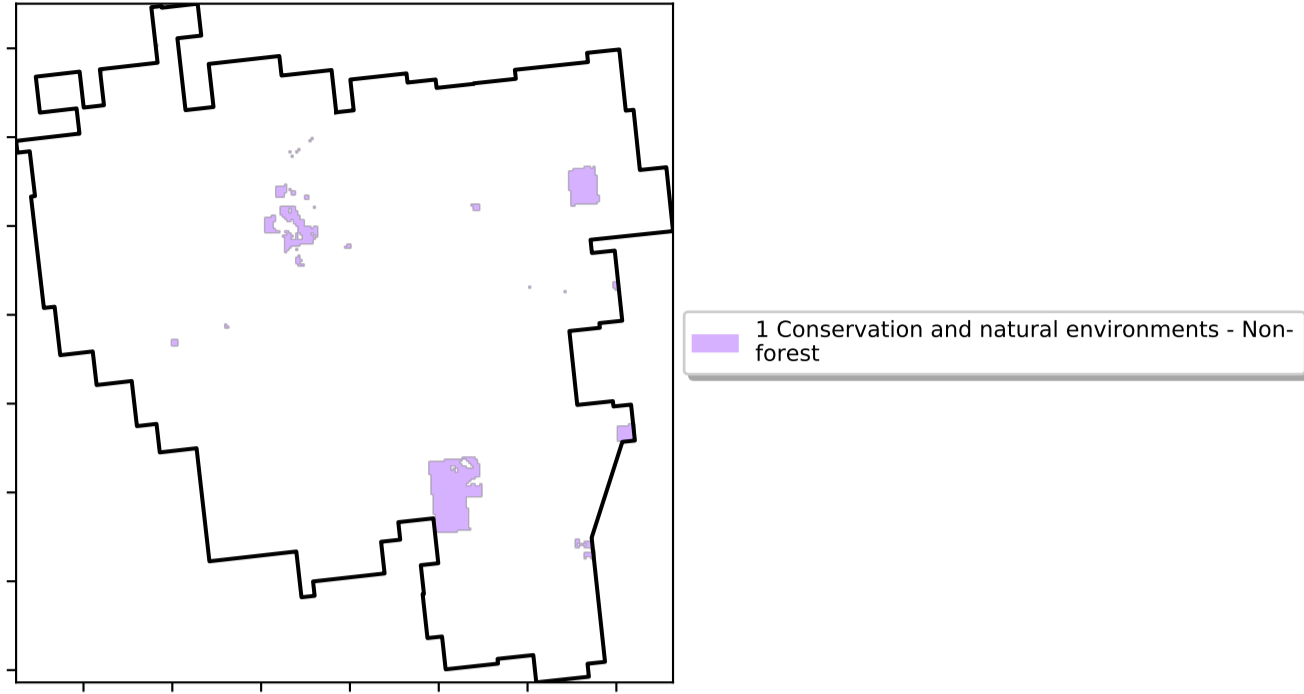 1 Conservation and natural environments - Non-
forest